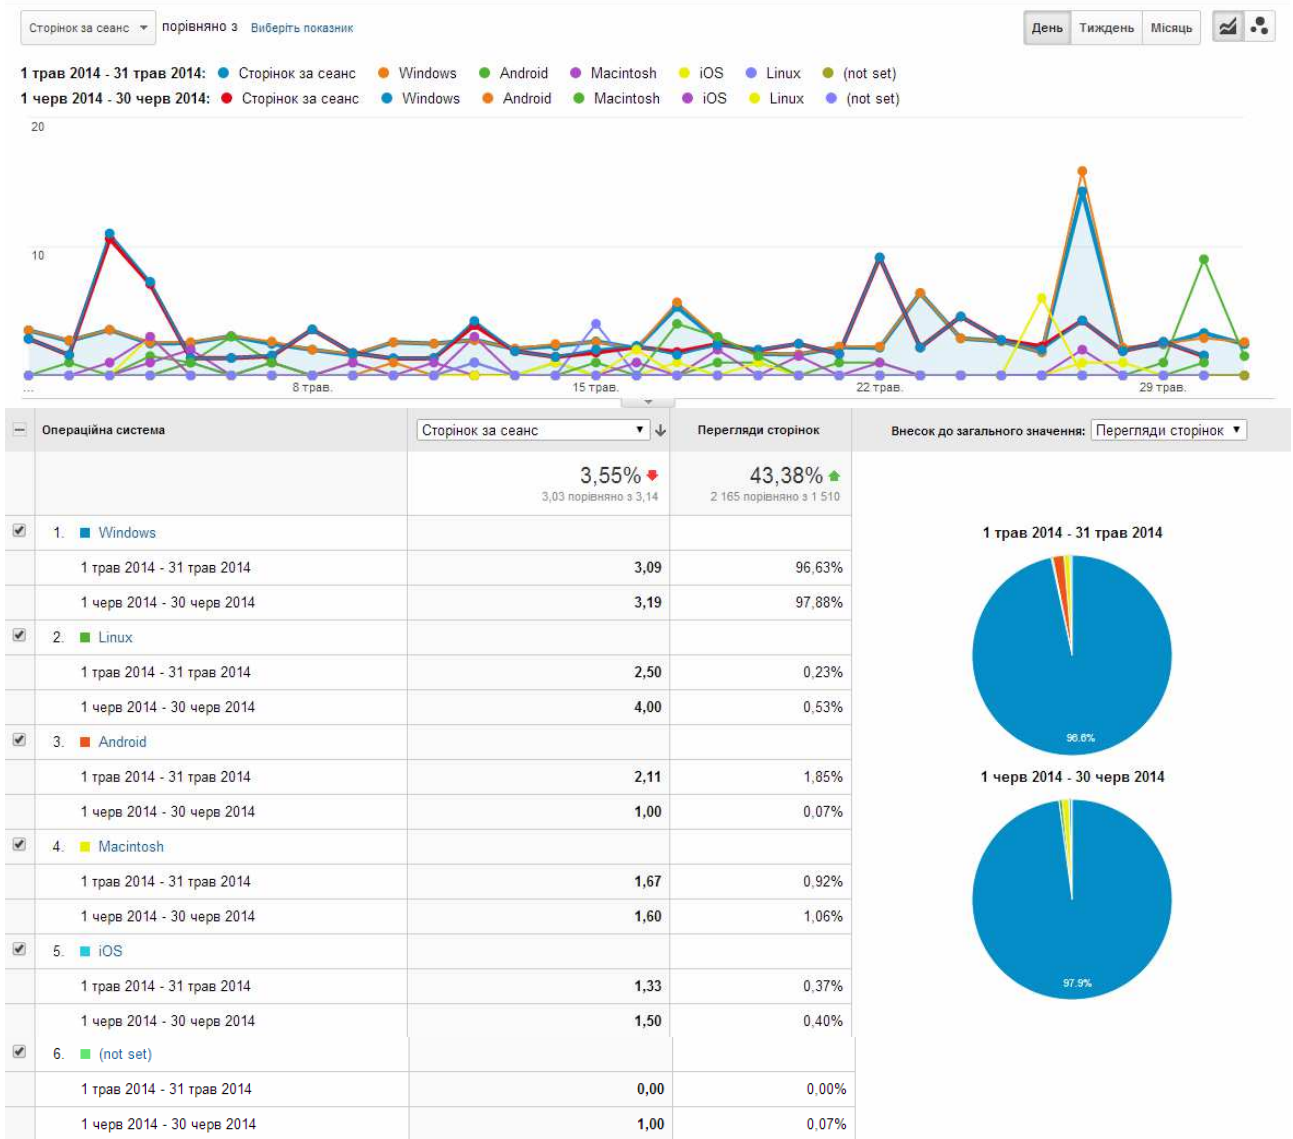 Сторінок за сеанс порівняно з Виберіть показник День Тиждень Місяць
1 трав 2014 - 31 трав 2014: Сторінок за сеанс Windows Android Macintosh iOS Linux (not set)
1 черв 2014 - 30 черв 2014: Сторінок за сеанс Windows Android Macintosh iOS Linux (not set)
20
10
... 8 трав. 15 трав. 22 трав. 29 трав.
Операційна система Сторінок за сеанс Перегляди сторінок Внесок до загального значення: Перегляди сторінок
3,55% 43,38%
3,03 порівняно з 3,14 2 165 порівняно з 1 510
1. Windows
1 трав 2014 - 31 трав 2014 3,09 96,63%
1 черв 2014 - 30 черв 2014 3,19 97,88%
2. Linux
1 трав 2014 - 31 трав 2014 2,50 0,23%
1 черв 2014 - 30 черв 2014 4,00 0,53%
3. Android
1 трав 2014 - 31 трав 2014 2,11 1,85%
1 черв 2014 - 30 черв 2014 1,00 0,07%
4. Macintosh
1 трав 2014 - 31 трав 2014 1,67 0,92%
1 черв 2014 - 30 черв 2014 1,60 1,06%
5. iOS
1 трав 2014 - 31 трав 2014 1,33 0,37%
1 черв 2014 - 30 черв 2014 1,50 0,40%
6. (not set)
1 трав 2014 - 31 трав 2014 0,00 0,00%
1 черв 2014 - 30 черв 2014 1,00 0,07%
1 трав 2014 - 31 трав 2014
96.6%
1 черв 2014 - 30 черв 2014
97.9%